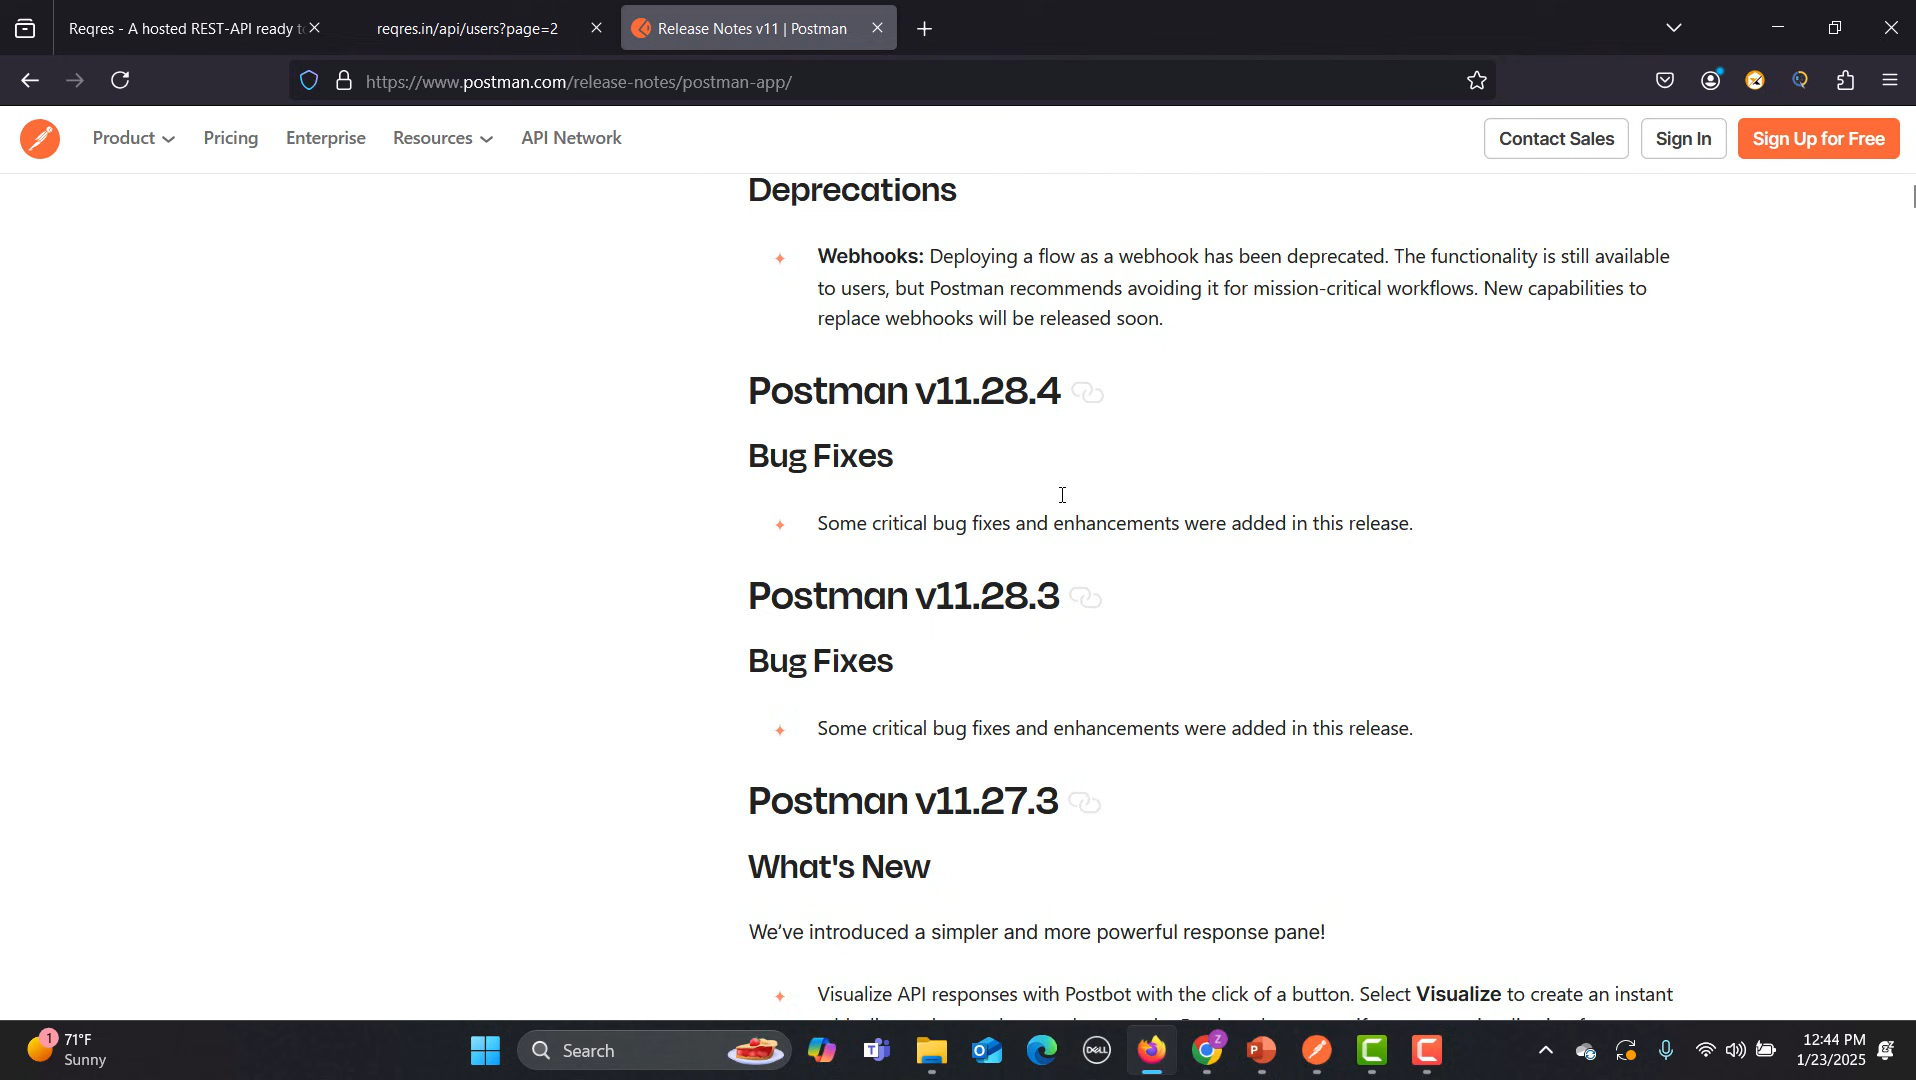 Reqres - A hosted REST-API ready t
reqres.in/api/users?page=2
Release Notes v11 | Postman
https://www.postman.com/release-notes/postman-app/
Product
Pricing
Enterprise
Resources
API Network
Contact Sales
Sign In
Sign Up for Free
Deprecations
Webhooks: Deploying a flow as a webhook has been deprecated. The functionality is still available
to users, but Postman recommends avoiding it for mission-critical workflows. New capabilities to
replace webhooks will be released soon.
Postman v11.28.4
Bug Fixes
Some critical bug fixes and enhancements were added in this release.
Postman v11.28.3
Bug Fixes
Some critical bug fixes and enhancements were added in this release.
Postman v11.27.3
What's New
We've introduced a simpler and more powerful response pane!
Visualize API responses with Postbot with the click of a button. Select Visualize to create an instant
1
71°F
Sunny
Search
DELL
Z
12:44 PM
1/23/2025